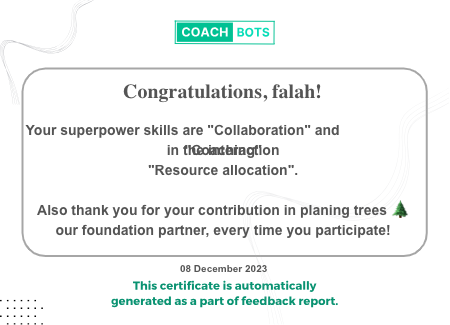 COACH BOTS
Congratulations, falah!
Your superpower skills are "Collaboration" and
"Coaching"
in the interaction
"Resource allocation".
Also thank you for your contribution in planing trees 🌲
our foundation partner, every time you participate!
08 December 2023
This certificate is automatically
generated as a part of feedback report.